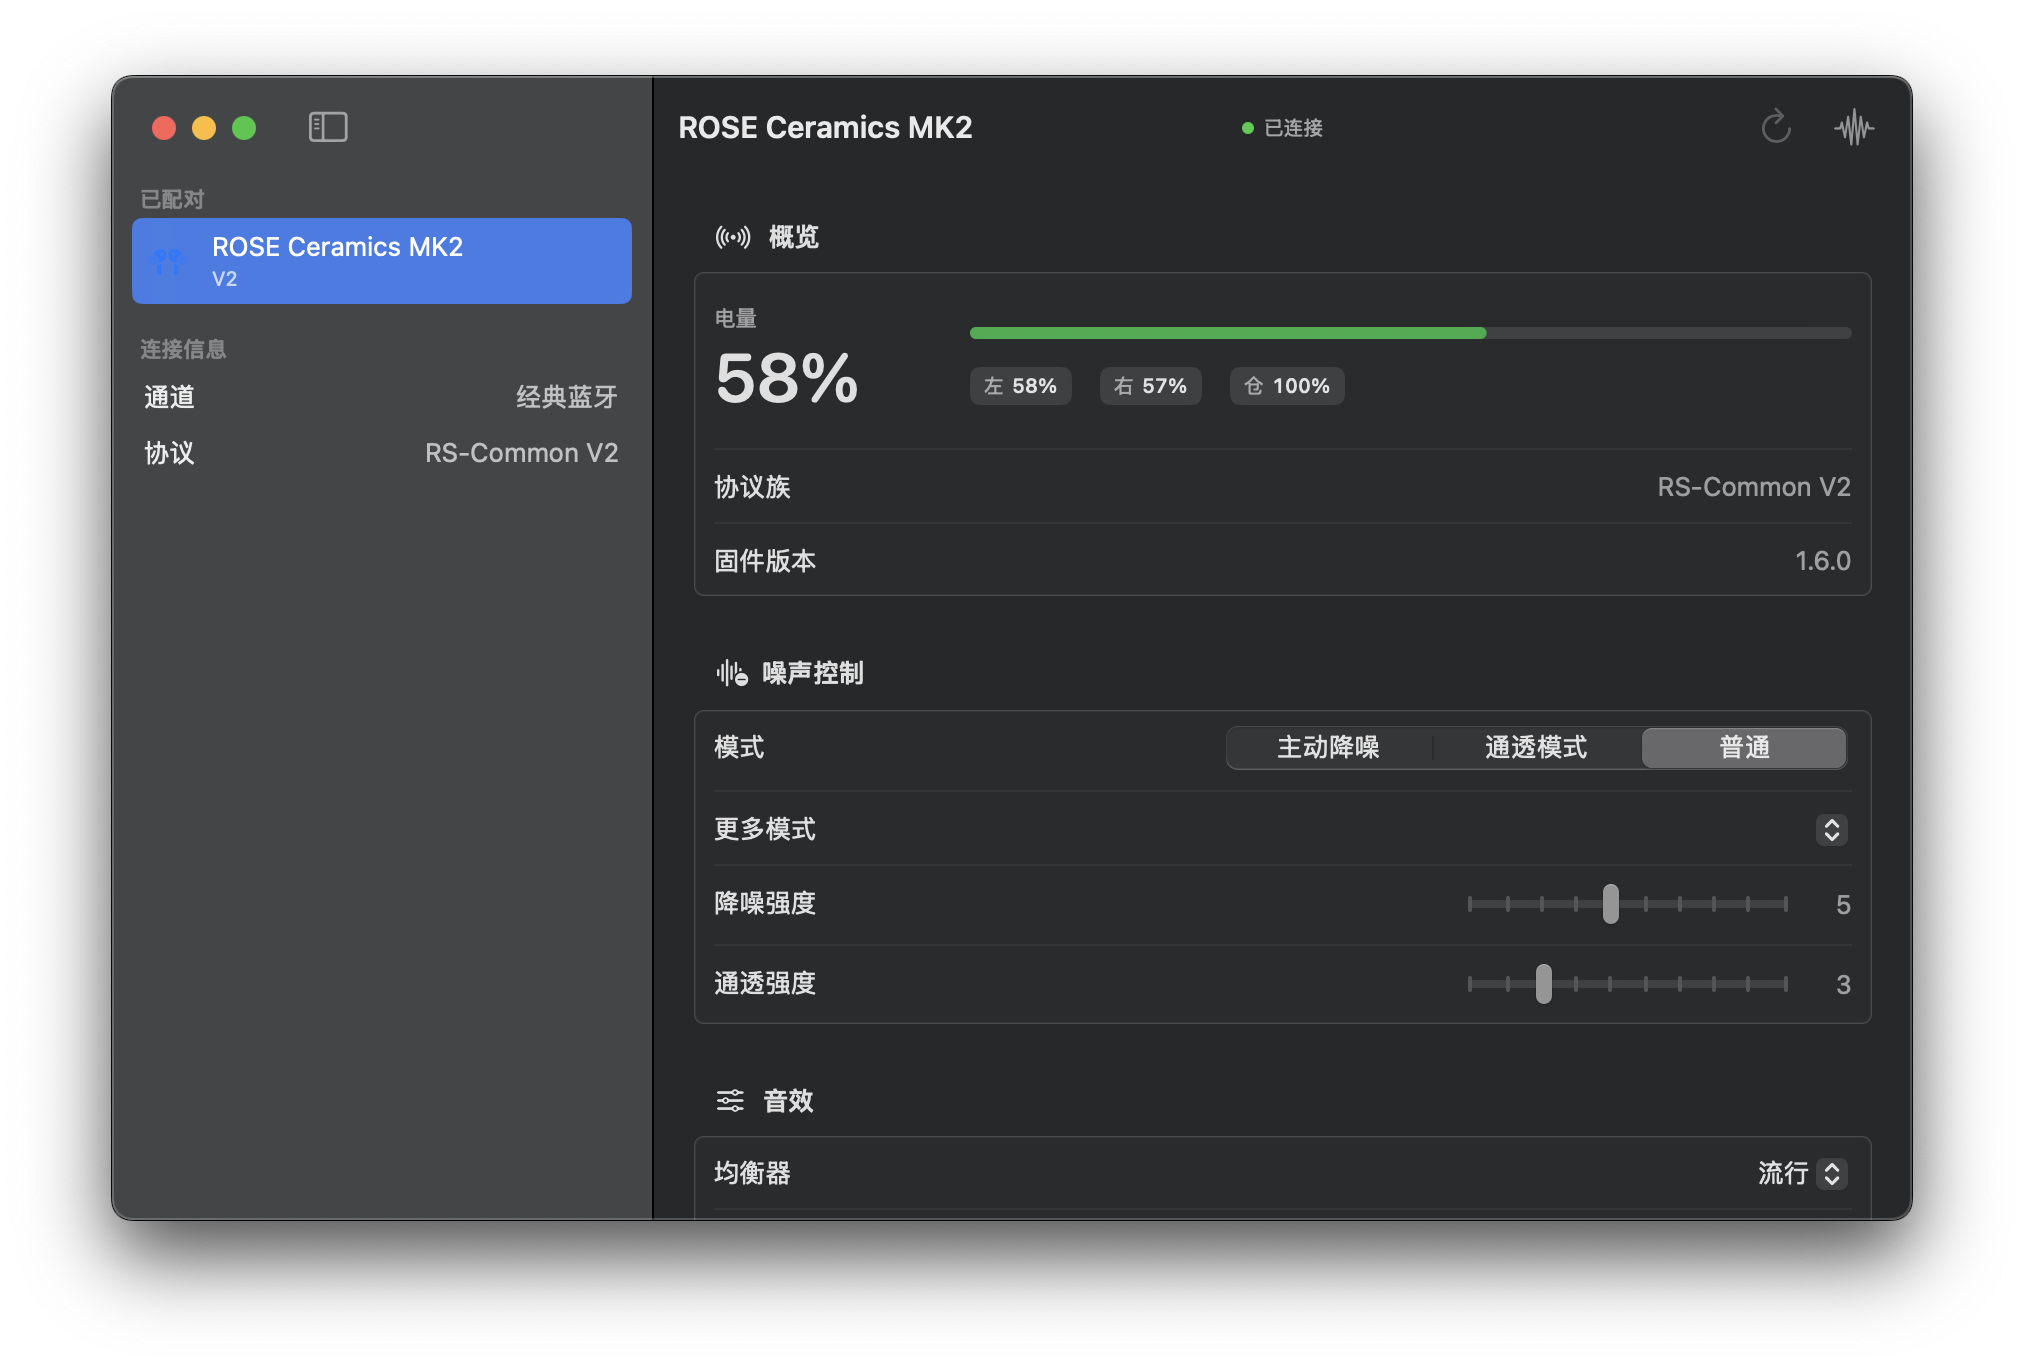 已配对
ROSE Ceramics MK2
V2
连接信息
通道 经典蓝牙
协议 RS-Common V2
ROSE Ceramics MK2 已连接
概览
电量
58%
左 58% 右 57% 仓 100%
协议族 RS-Common V2
固件版本 1.6.0
噪声控制
模式 主动降噪 通透模式 普通
更多模式
降噪强度 5
通透强度 3
音效
均衡器 流行